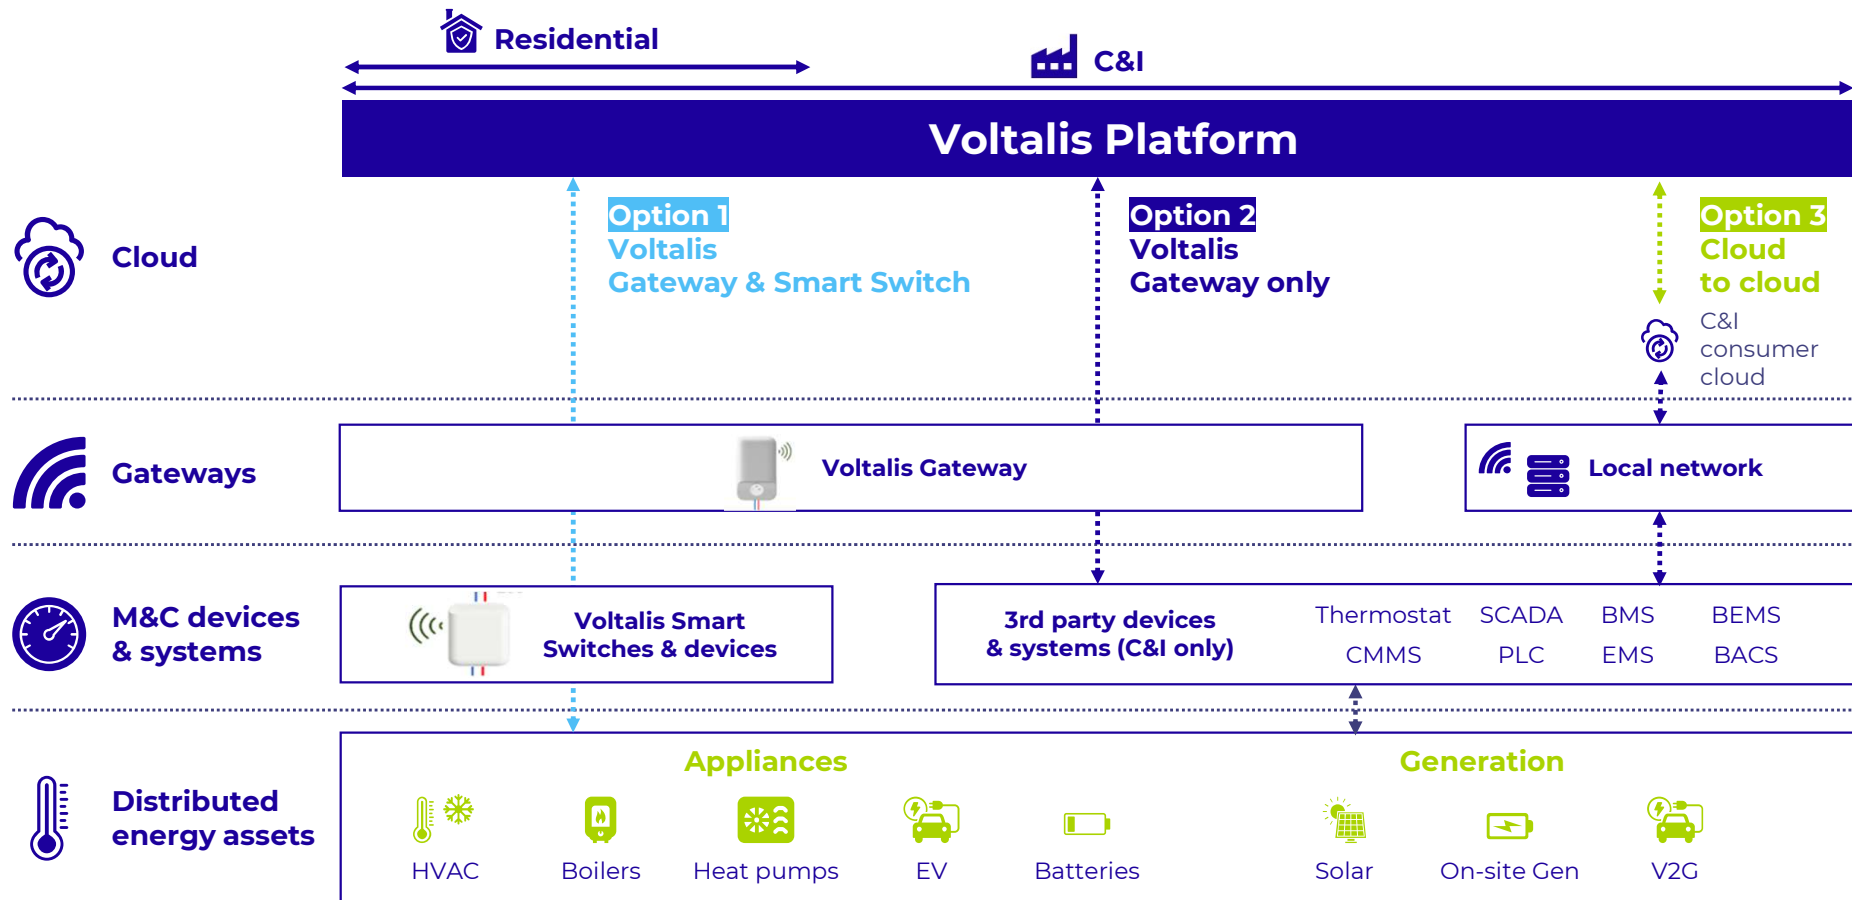 Residential
C&I
Voltalis Platform
Cloud
Option 1
Voltalis
Gateway & Smart Switch
Option 2
Voltalis
Gateway only
Option 3
Cloud
to cloud
C&I
consumer
cloud
Gateways
Voltalis Gateway
Local network
M&C devices
& systems
Voltalis Smart
Switches & devices
3rd party devices
& systems (C&I only)
Thermostat SCADA BMS BEMS
CMMS PLC EMS BACS
Distributed
energy assets
Appliances
Generation
HVAC Boilers Heat pumps EV Batteries Solar On-site Gen V2G